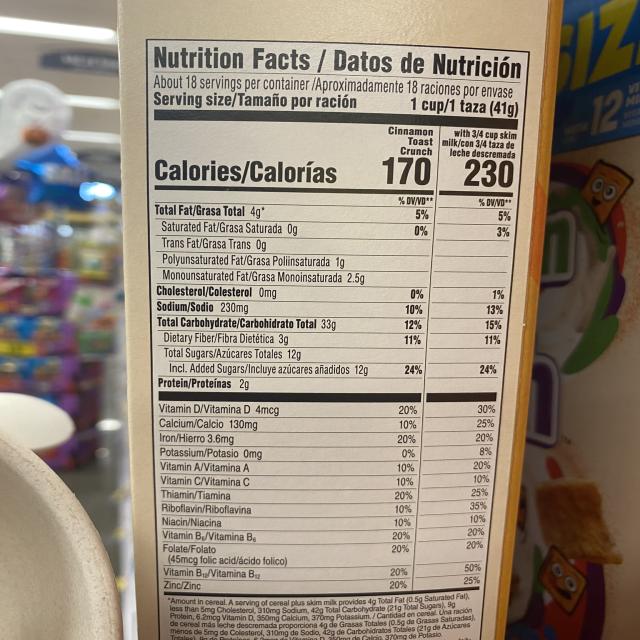 Nutrition Facts / Datos de Nutrición
About 18 servings per container /Aproximadamente 18 raciones por envase
Serving size/Tamaño por ración 1 cup/1 taza (41g)
Cinnamon Toast Crunch
with 3/4 cup skim milk/con 3/4 taza de leche descremada
Calories/Calorías 170 230
% DV/VD** % DV/VD**
Total Fat/Grasa Total 4g* 5% 5%
Saturated Fat/Grasa Saturada 0g 0% 3%
Trans Fat/Grasa Trans 0g
Polyunsaturated Fat/Grasa Poliinsaturada 1g
Monounsaturated Fat/Grasa Monoinsaturada 2.5g
Cholesterol/Colesterol 0mg 0% 1%
Sodium/Sodio 230mg 10% 13%
Total Carbohydrate/Carbohidrato Total 33g 12% 15%
Dietary Fiber/Fibra Dietética 3g 11% 11%
Total Sugars/Azúcares Totales 12g
Incl. Added Sugars/Incluye azúcares añadidos 12g 24% 24%
Protein/Proteínas 2g
Vitamin D/Vitamina D 4mcg 20% 30%
Calcium/Calcio 130mg 10% 25%
Iron/Hierro 3.6mg 20% 20%
Potassium/Potasio 0mg 0% 8%
Vitamin A/Vitamina A 10% 20%
Vitamin C/Vitamina C 10% 10%
Thiamin/Tiamina 20% 25%
Riboflavin/Riboflavina 10% 35%
Niacin/Niacina 10% 10%
Vitamin B6/Vitamina B6 20% 20%
Folate/Folato 20% 20%
(45mcg folic acid/ácido fólico)
Vitamin B12/Vitamina B12 20% 50%
Zinc/Zinc 20% 25%
*Amount in cereal. A serving of cereal plus skim milk provides 4g Total Fat (0.5g Saturated Fat),
less than 5mg Cholesterol, 310mg Sodium, 42g Total Carbohydrate (21g Total Sugars), 9g
Protein, 6.2mcg Vitamin D, 350mg Calcium, 370mg Potassium. / Cantidad en cereal. Una ración
de cereal más leche descremada proporciona 4g de Grasas Totales (0.5g de Grasas Saturadas),
menos de 5mg de Colesterol, 310mg de Sodio, 42g de Carbohidratos Totales (21g de Azúcares
SIZ
12